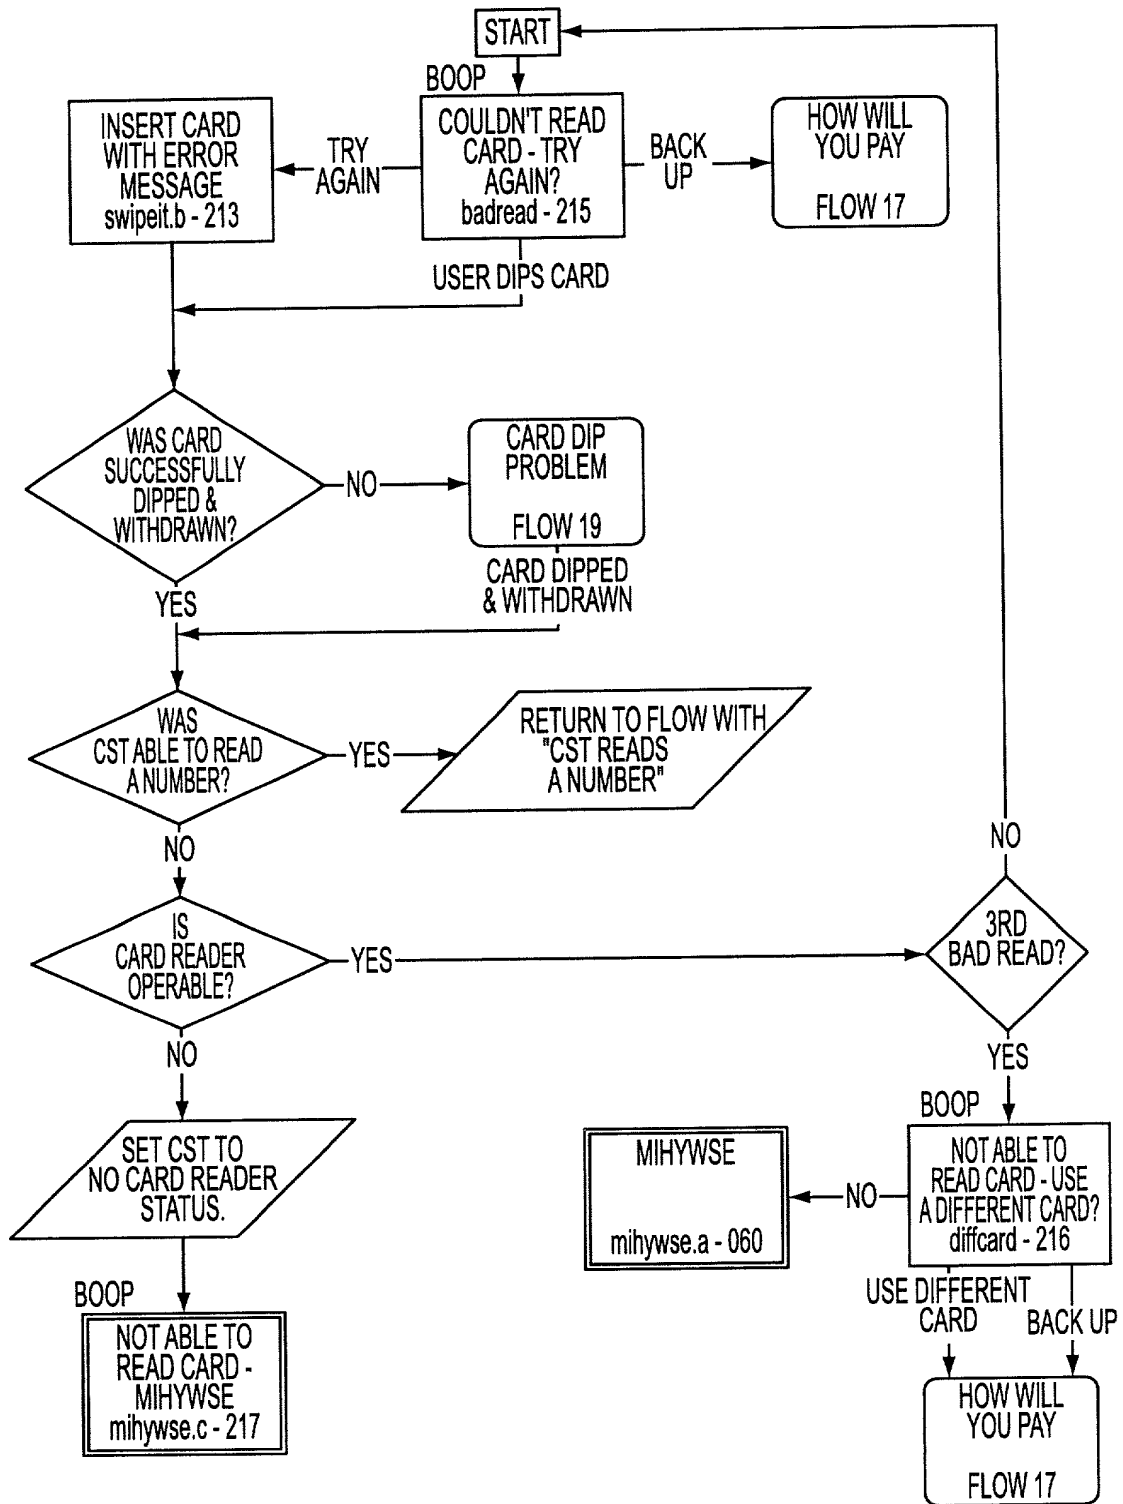 START
BOOP
COULDN'T READ
CARD - TRY
AGAIN?
badread - 215
TRY
AGAIN
INSERT CARD
WITH ERROR
MESSAGE
swipeit.b - 213
BACK
UP
HOW WILL
YOU PAY
FLOW 17
USER DIPS CARD
WAS CARD
SUCCESSFULLY
DIPPED &
WITHDRAWN?
NO
CARD DIP
PROBLEM
FLOW 19
CARD DIPPED
& WITHDRAWN
YES
WAS
CST ABLE TO READ
A NUMBER?
YES
RETURN TO FLOW WITH
"CST READS
A NUMBER"
NO
IS
CARD READER
OPERABLE?
YES
3RD
BAD READ?
NO
YES
NO
SET CST TO
NO CARD READER
STATUS.
BOOP
NOT ABLE TO
READ CARD -
MIHYWSE
mihywse.c - 217
BOOP
NOT ABLE TO
READ CARD - USE
A DIFFERENT CARD?
diffcard - 216
NO
MIHYWSE
mihywse.a - 060
USE DIFFERENT
CARD
BACK UP
HOW WILL
YOU PAY
FLOW 17